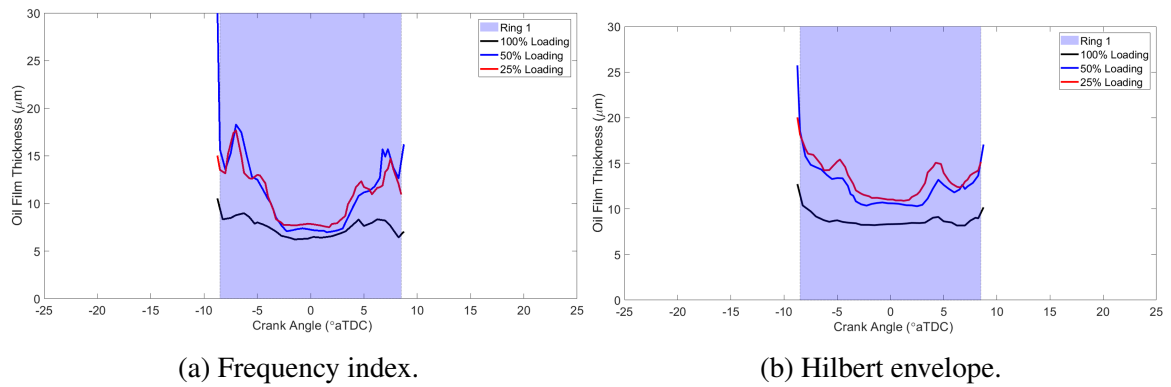 30
25
20
15
10
5
0
Oil Film Thickness (μm)
-25 -20 -15 -10 -5 0 5 10 15 20 25
Crank Angle (°aTDC)
Ring 1
100% Loading
50% Loading
25% Loading
(a) Frequency index.
30
25
20
15
10
5
0
Oil Film Thickness (μm)
-25 -20 -15 -10 -5 0 5 10 15 20 25
Crank Angle (°aTDC)
Ring 1
100% Loading
50% Loading
25% Loading
(b) Hilbert envelope.